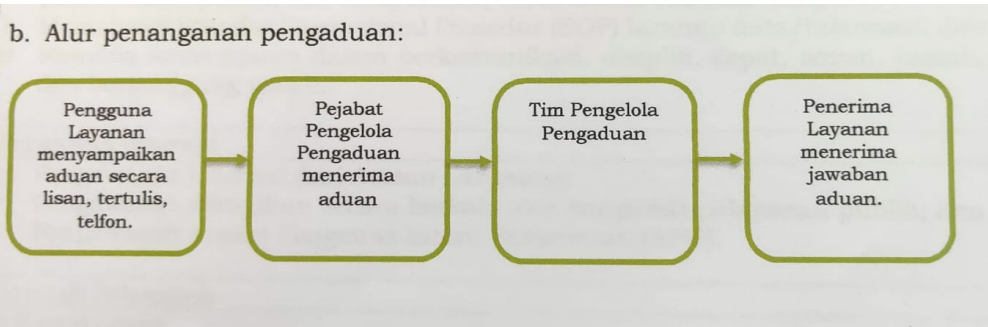 b. Alur penanganan pengaduan:
Pengguna
Layanan
menyampaikan
aduan secara
lisan, tertulis,
telfon.
Pejabat
Pengelola
Pengaduan
menerima
aduan
Tim Pengelola
Pengaduan
Penerima
Layanan
menerima
jawaban
aduan.